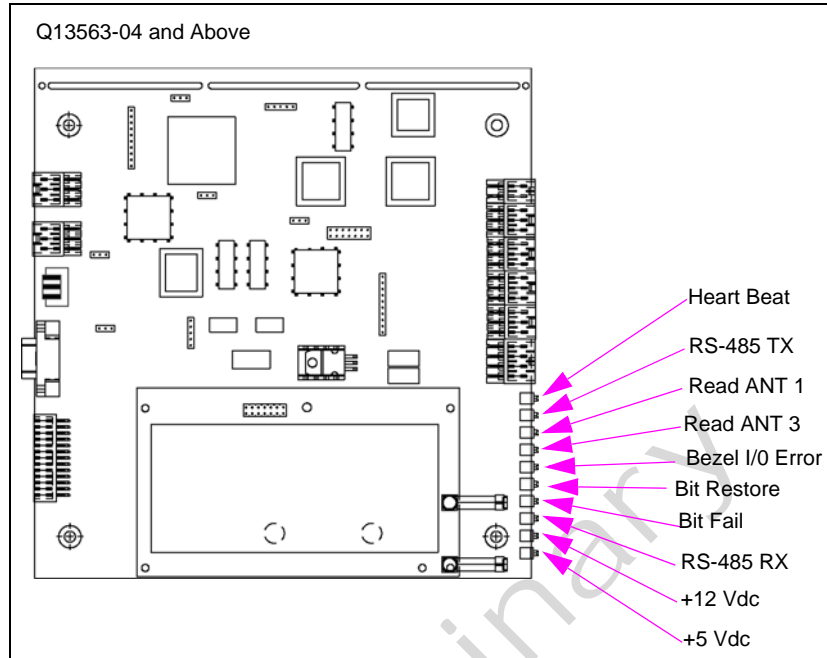 Q13563-04 and Above
Heart Beat
RS-485 TX
Read ANT 1
Read ANT 3
Bezel I/0 Error
Bit Restore
Bit Fail
RS-485 RX
+12 Vdc
+5 Vdc
inary